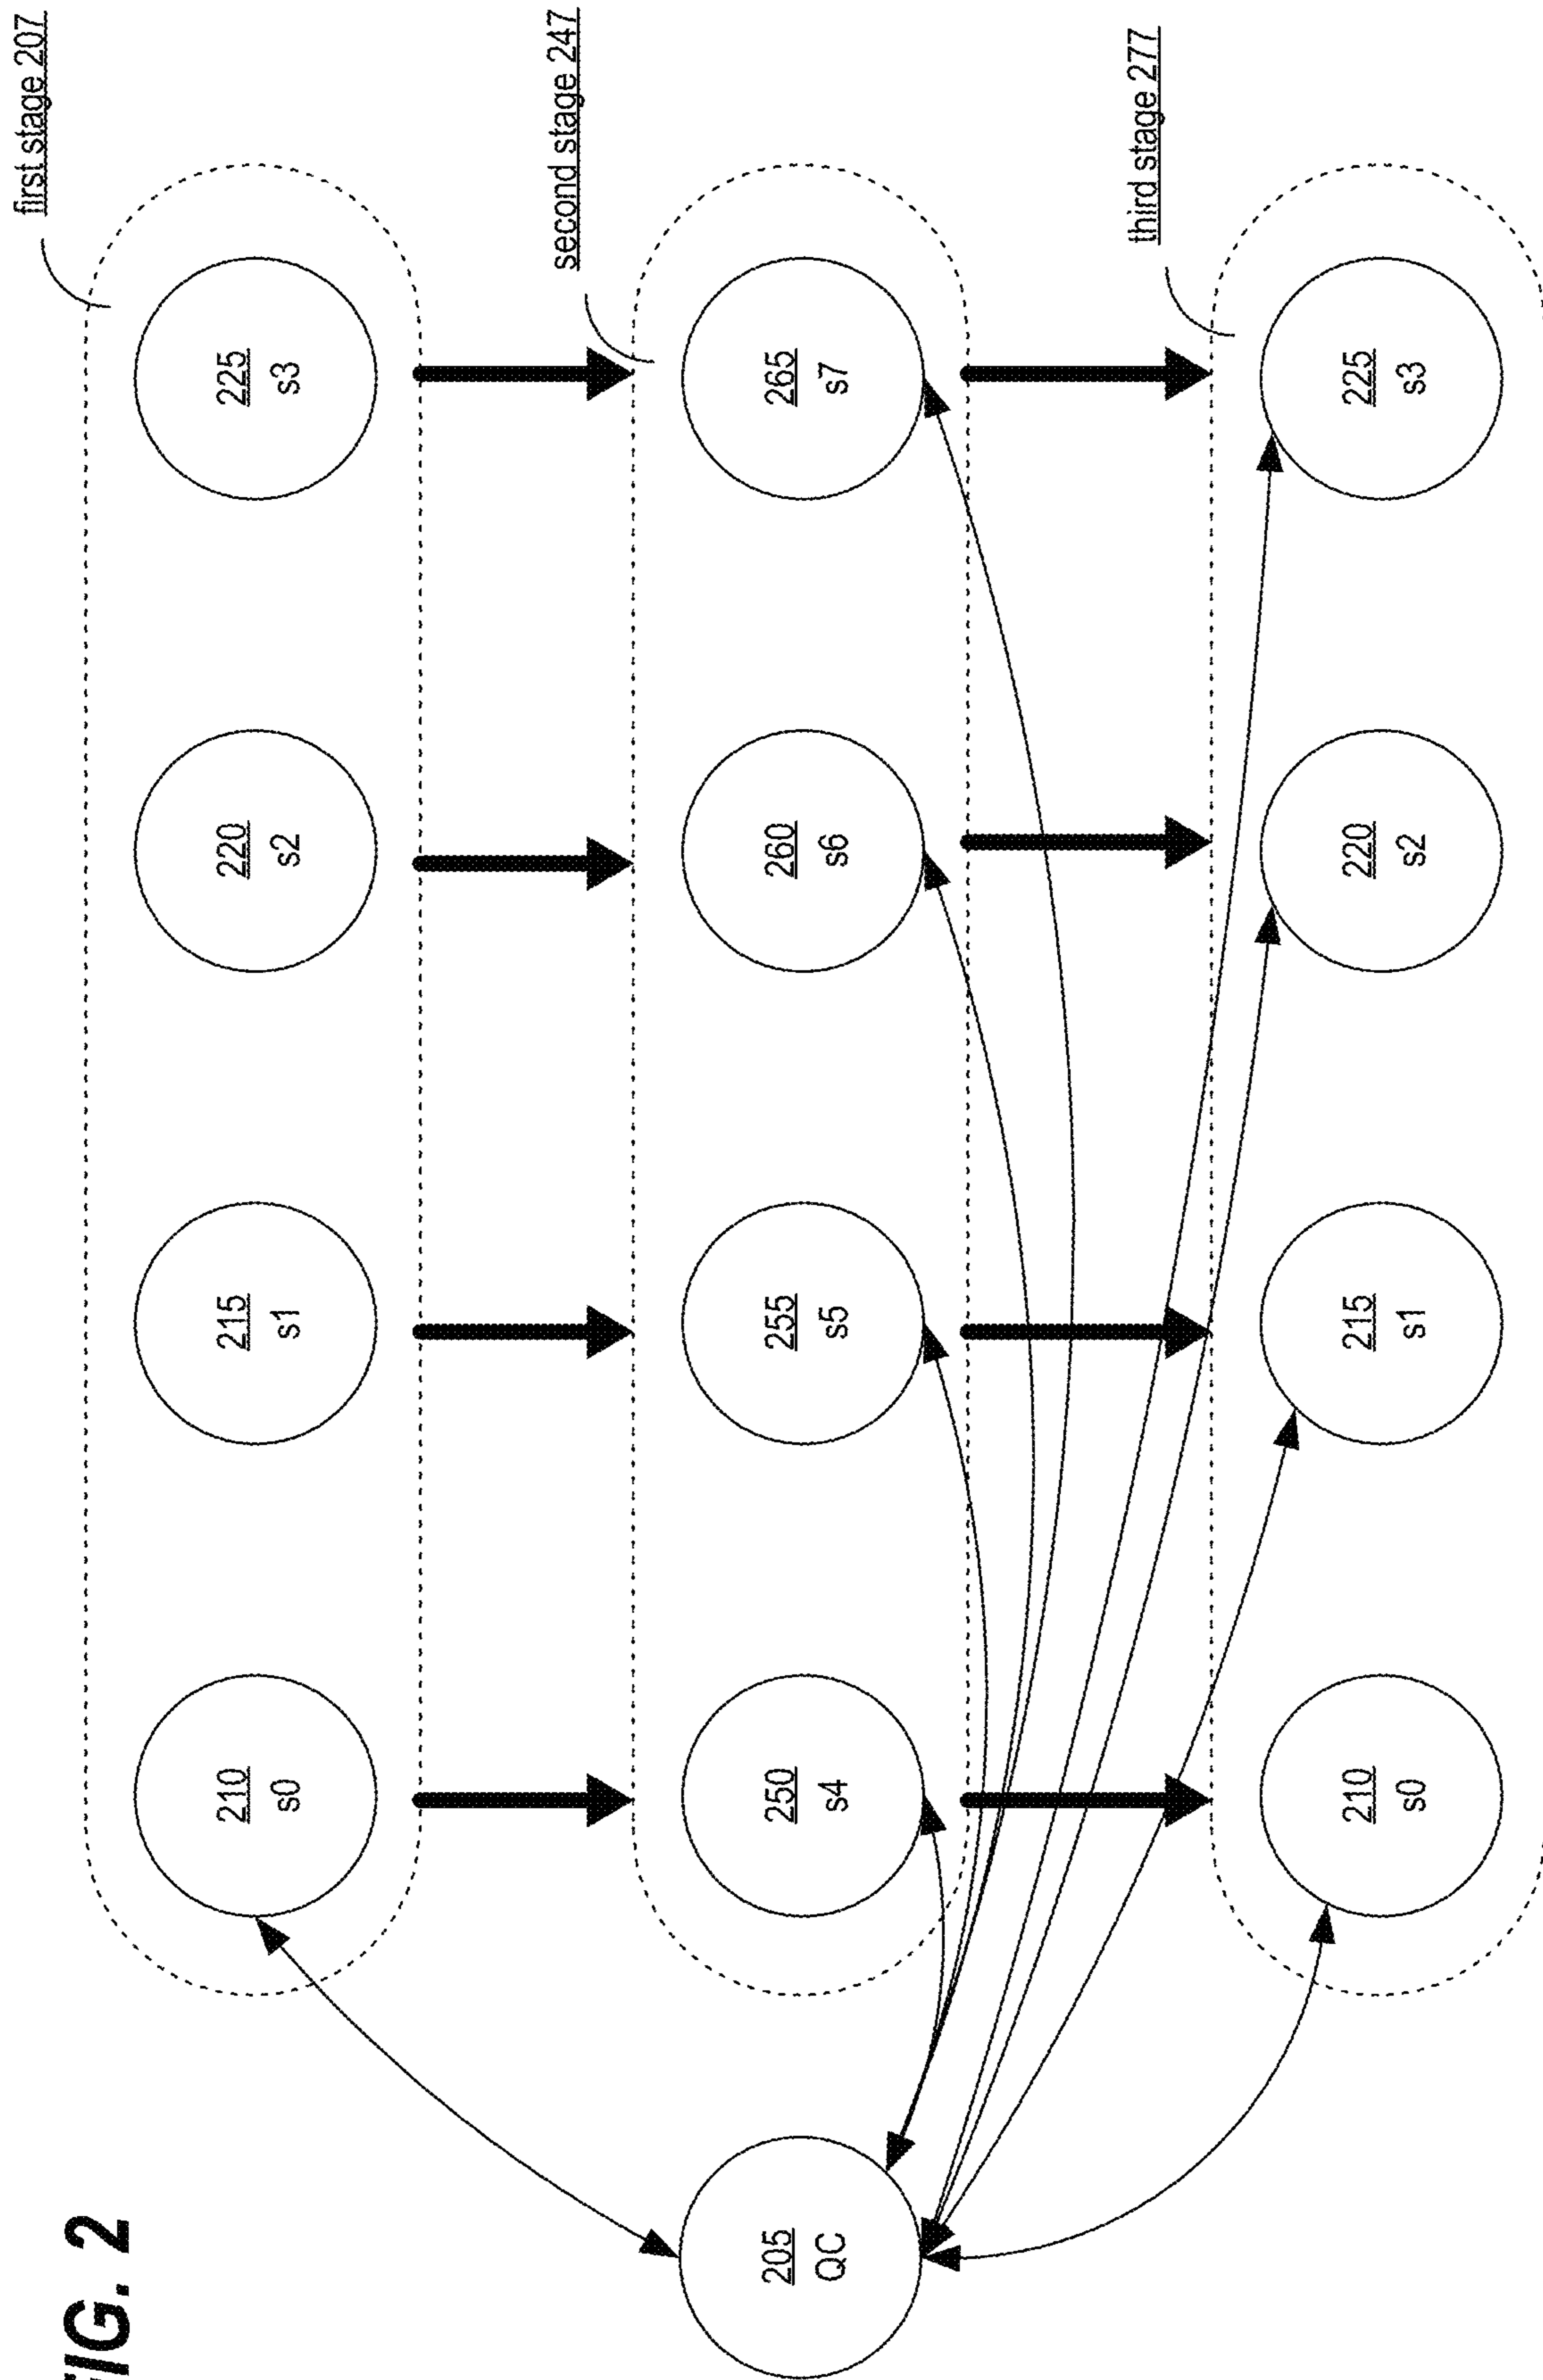 FIG. 2
first stage 207
210
s0
215
s1
220
s2
225
s3
second stage 247
205
QC
250
s4
255
s5
260
s6
265
s7
third stage 277
210
s0
215
s1
220
s2
225
s3